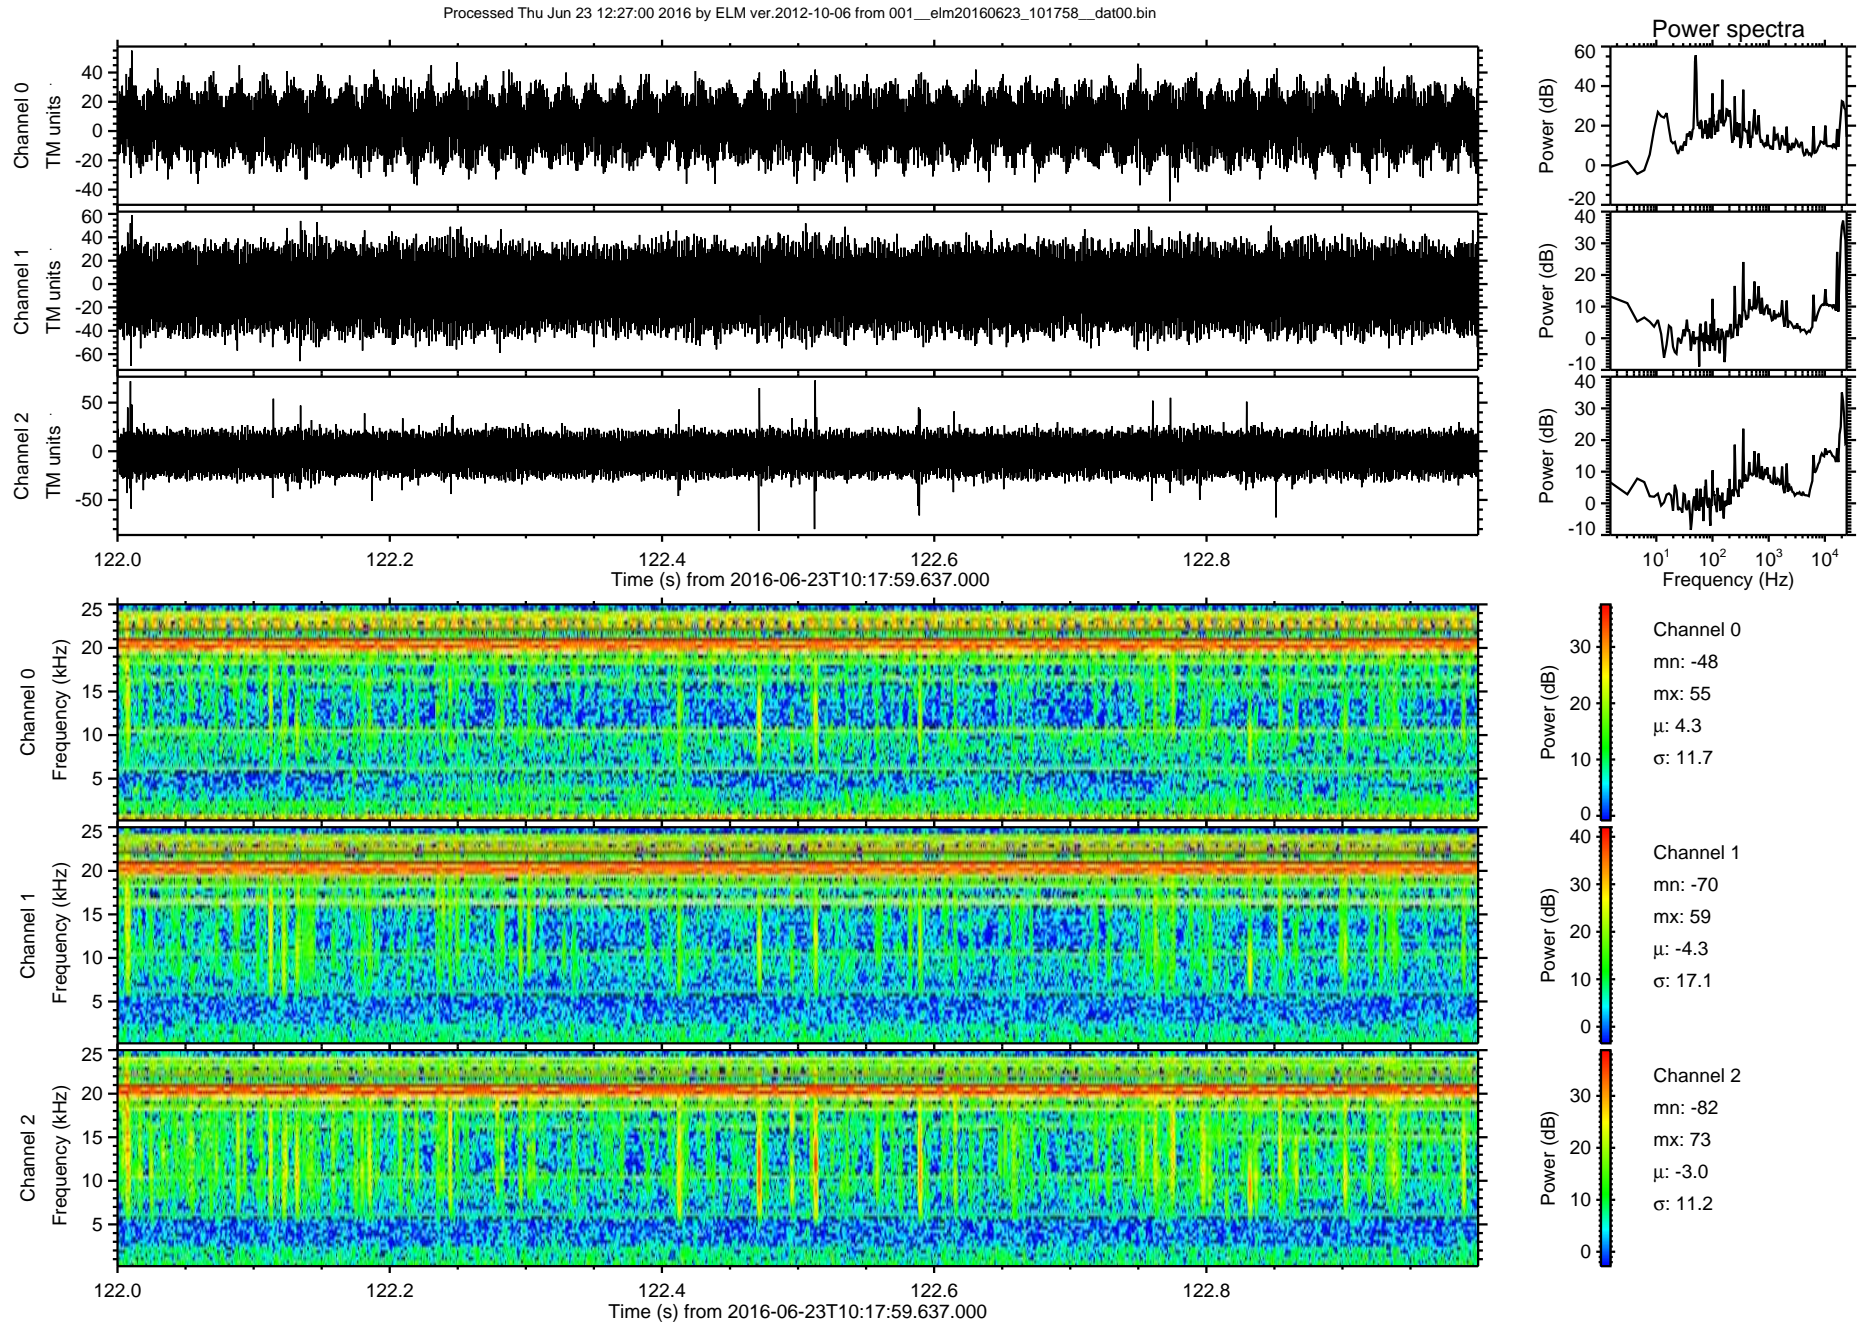 Processed Thu Jun 23 12:27:00 2016 by ELM ver.2012-10-06 from 001__elm20160623_101758__dat00.bin
Power spectra
Channel 0
TM units
40
20
0
-20
-40
Power (dB)
60
40
20
0
-20
Channel 1
TM units
60
40
20
0
-20
-40
-60
Power (dB)
40
30
20
10
0
-10
Channel 2
TM units
50
0
-50
Power (dB)
40
30
20
10
0
-10
122.0 122.2 122.4 122.6 122.8
Time (s) from 2016-06-23T10:17:59.637.000
10¹ 10² 10³ 10⁴
Frequency (Hz)
Channel 0
Frequency (kHz)
25
20
15
10
5
Power (dB)
30
20
10
0
Channel 0
mn: -48
mx: 55
μ: 4.3
σ: 11.7
Channel 1
Frequency (kHz)
25
20
15
10
5
Power (dB)
40
30
20
10
0
Channel 1
mn: -70
mx: 59
μ: -4.3
σ: 17.1
Channel 2
Frequency (kHz)
25
20
15
10
5
Power (dB)
30
20
10
0
Channel 2
mn: -82
mx: 73
μ: -3.0
σ: 11.2
122.0 122.2 122.4 122.6 122.8
Time (s) from 2016-06-23T10:17:59.637.000